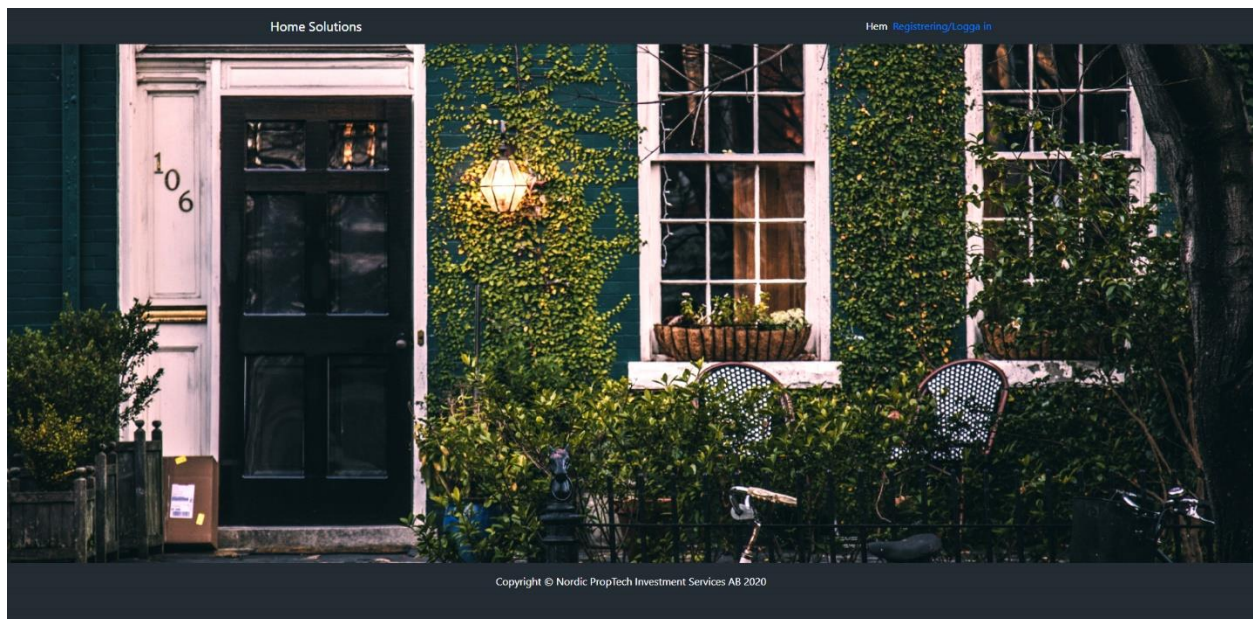 Home Solutions
Hem Registrering/Logga in
106
Copyright © Nordic PropTech Investment Services AB 2020